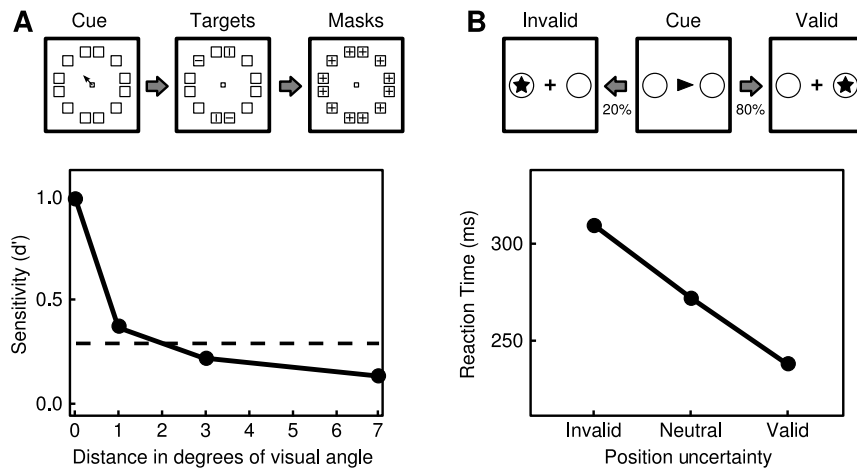 A
Cue
Targets
Masks
B
Invalid
Cue
Valid
20%
80%
Sensitivity (d')
1.0
0.5
0.0
0 1 2 3 4 5 6 7
Distance in degrees of visual angle
Reaction Time (ms)
300
250
Invalid Neutral Valid
Position uncertainty